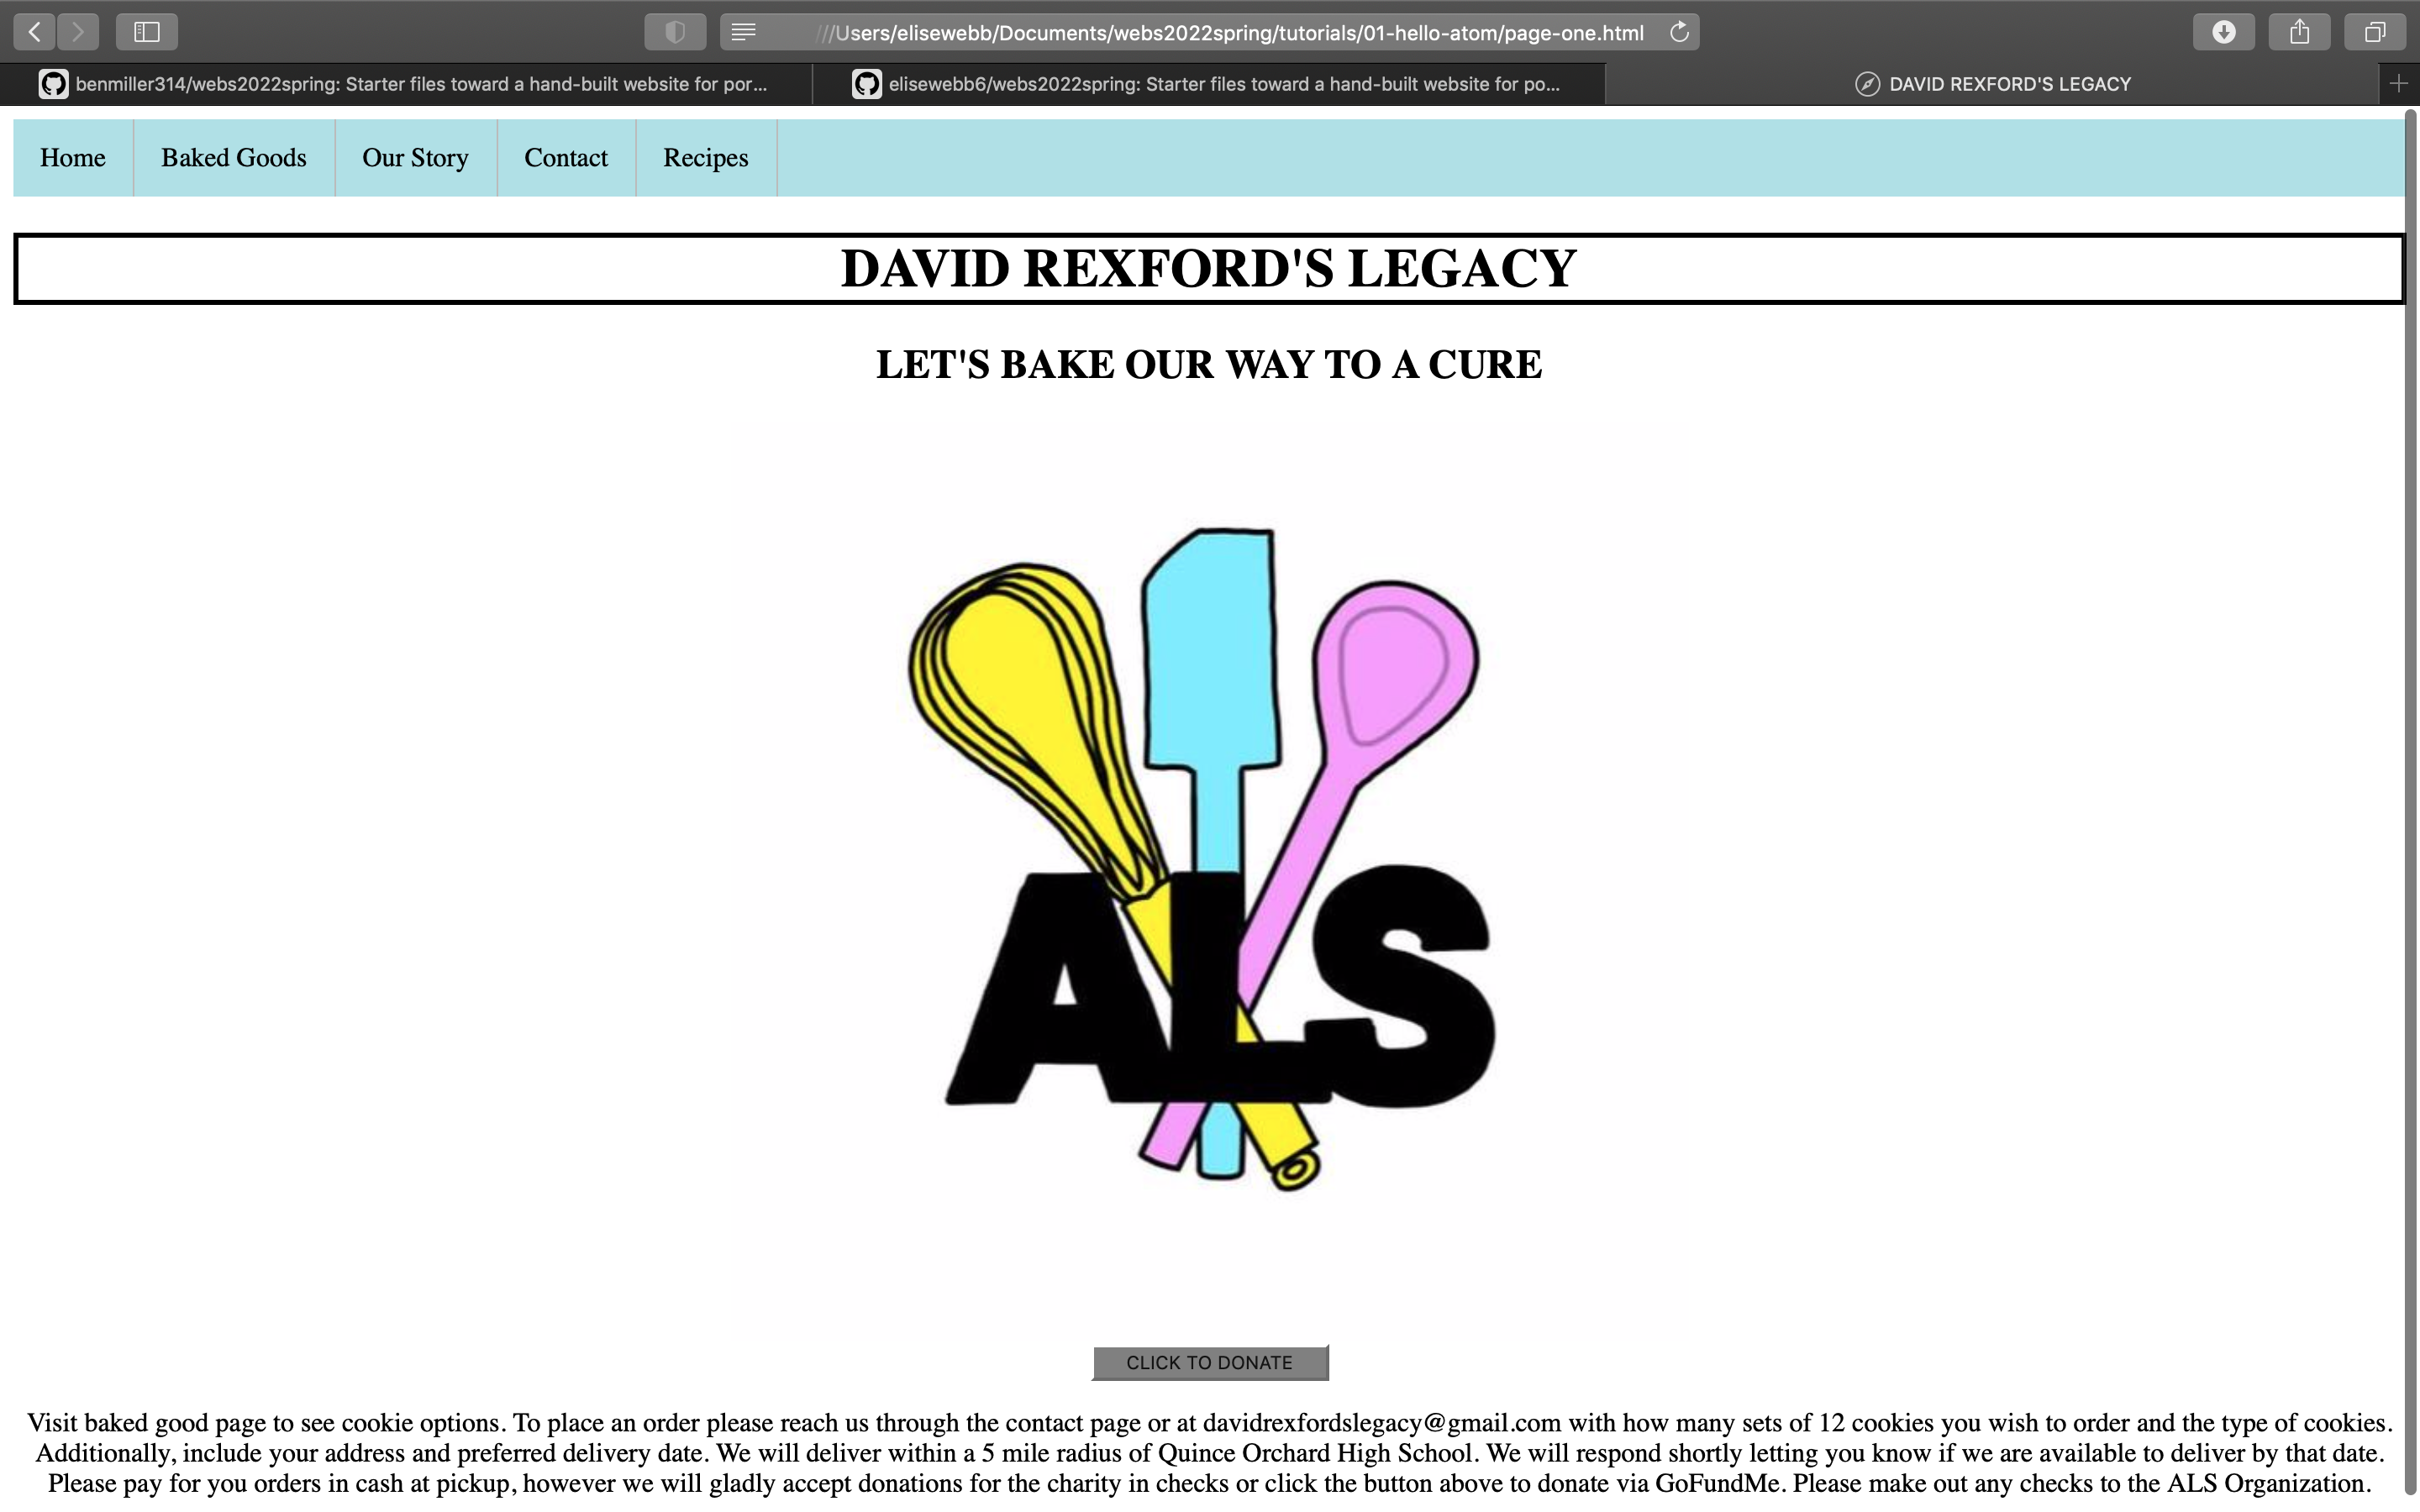 ///Users/elisewebb/Documents/webs2022spring/tutorials/01-hello-atom/page-one.html
benmiller314/webs2022spring: Starter files toward a hand-built website for por...
elisewebb6/webs2022spring: Starter files toward a hand-built website for po...
DAVID REXFORD'S LEGACY
Home
Baked Goods
Our Story
Contact
Recipes
DAVID REXFORD'S LEGACY
LET'S BAKE OUR WAY TO A CURE
ALS
CLICK TO DONATE
Visit baked good page to see cookie options. To place an order please reach us through the contact page or at davidrexfordslegacy@gmail.com with how many sets of 12 cookies you wish to order and the type of cookies.
Additionally, include your address and preferred delivery date. We will deliver within a 5 mile radius of Quince Orchard High School. We will respond shortly letting you know if we are available to deliver by that date.
Please pay for you orders in cash at pickup, however we will gladly accept donations for the charity in checks or click the button above to donate via GoFundMe. Please make out any checks to the ALS Organization.